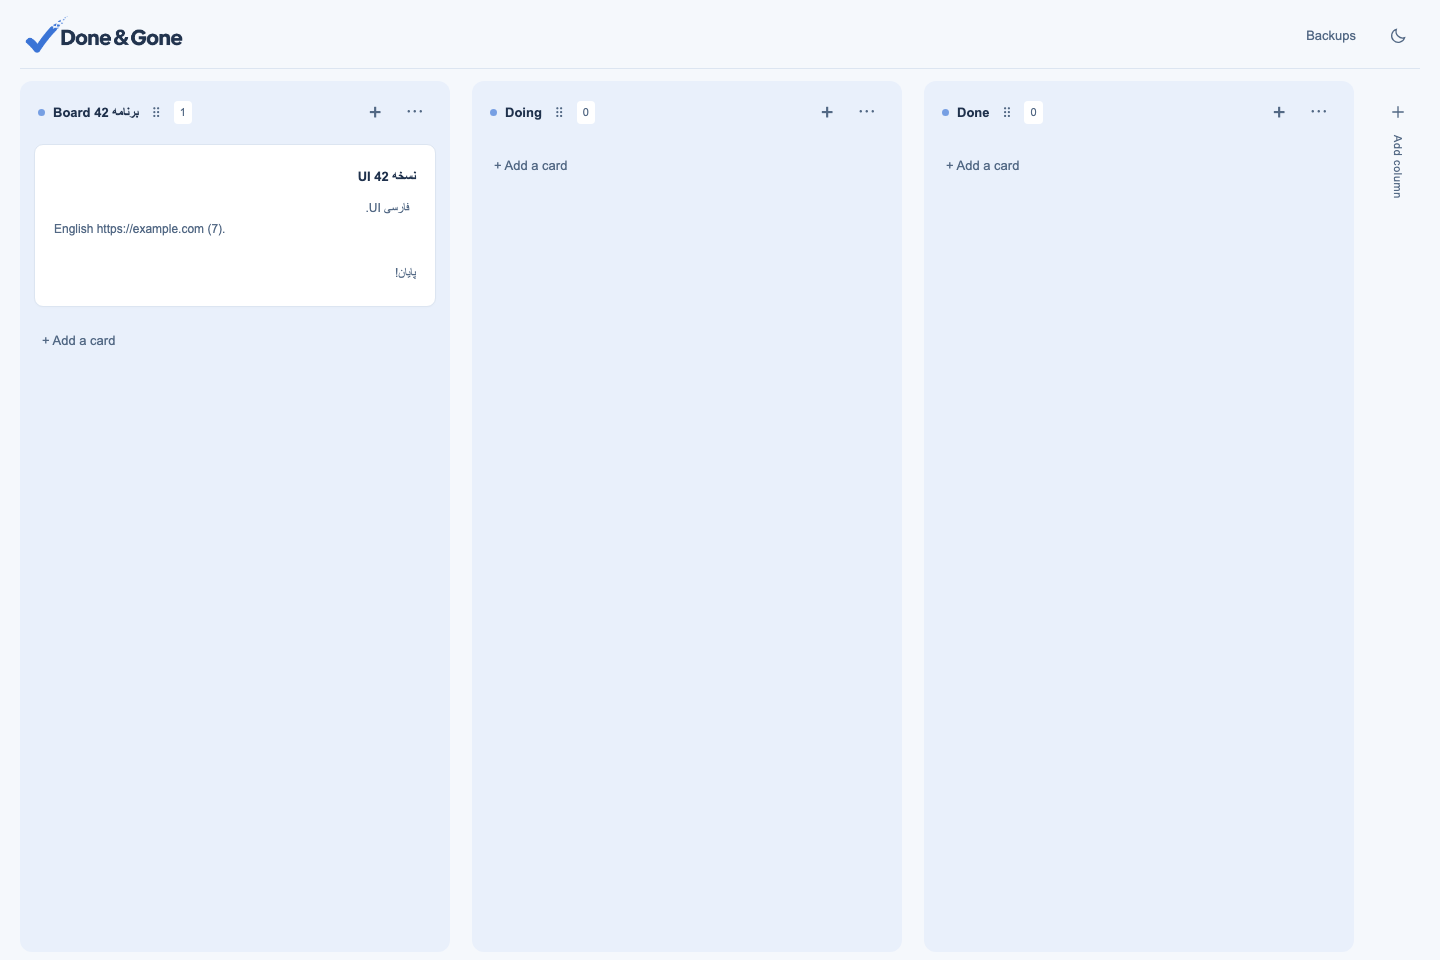 Done & Gone
Backups
Board 42 برنامه
1
نسخه 42 UI
فارسی UI.
English https://example.com (7).
پایان!
+ Add a card
Doing
0
+ Add a card
Done
0
+ Add a card
Add column